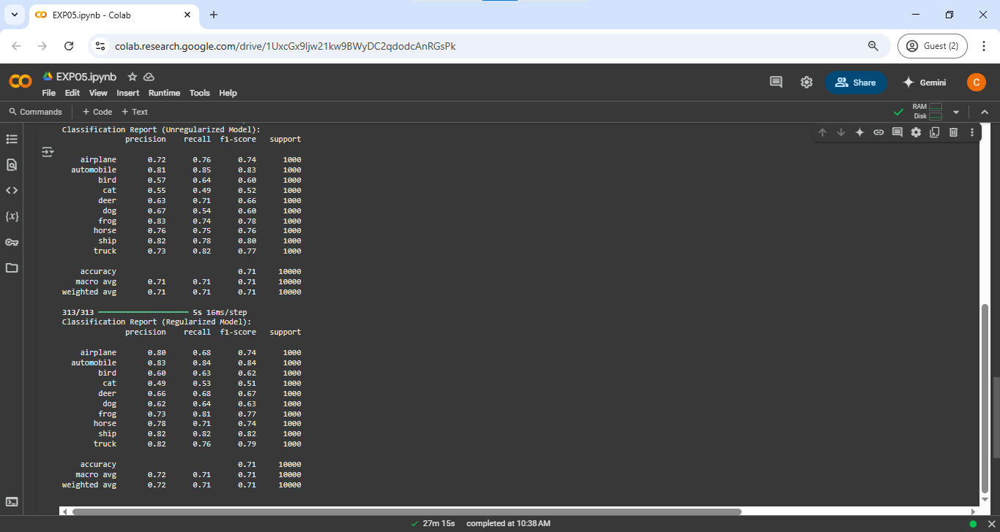 EXP05.ipynb - Colab
colab.research.google.com/drive/1UxcGx9Ijw21kw9BWyDC2qdodcAnRGsPk
Guest (2)
EXP05.ipynb
File Edit View Insert Runtime Tools Help
Share
Gemini
C
Commands + Code + Text
RAM
Disk
Classification Report (Unregularized Model):
precision recall f1-score support
airplane 0.72 0.76 0.74 1000
automobile 0.81 0.85 0.83 1000
bird 0.57 0.64 0.60 1000
cat 0.55 0.49 0.52 1000
deer 0.63 0.71 0.66 1000
dog 0.67 0.54 0.60 1000
frog 0.83 0.74 0.78 1000
horse 0.76 0.75 0.76 1000
ship 0.82 0.78 0.80 1000
truck 0.73 0.82 0.77 1000
accuracy 0.71 10000
macro avg 0.71 0.71 0.71 10000
weighted avg 0.71 0.71 0.71 10000
313/313 ━━━━━━━━━━━━━━━━━━━━ 5s 16ms/step
Classification Report (Regularized Model):
precision recall f1-score support
airplane 0.80 0.68 0.74 1000
automobile 0.83 0.84 0.84 1000
bird 0.60 0.63 0.62 1000
cat 0.49 0.53 0.51 1000
deer 0.66 0.68 0.67 1000
dog 0.62 0.64 0.63 1000
frog 0.73 0.81 0.77 1000
horse 0.78 0.71 0.74 1000
ship 0.82 0.82 0.82 1000
truck 0.82 0.76 0.79 1000
accuracy 0.71 10000
macro avg 0.72 0.71 0.71 10000
weighted avg 0.72 0.71 0.71 10000
27m 15s completed at 10:38 AM